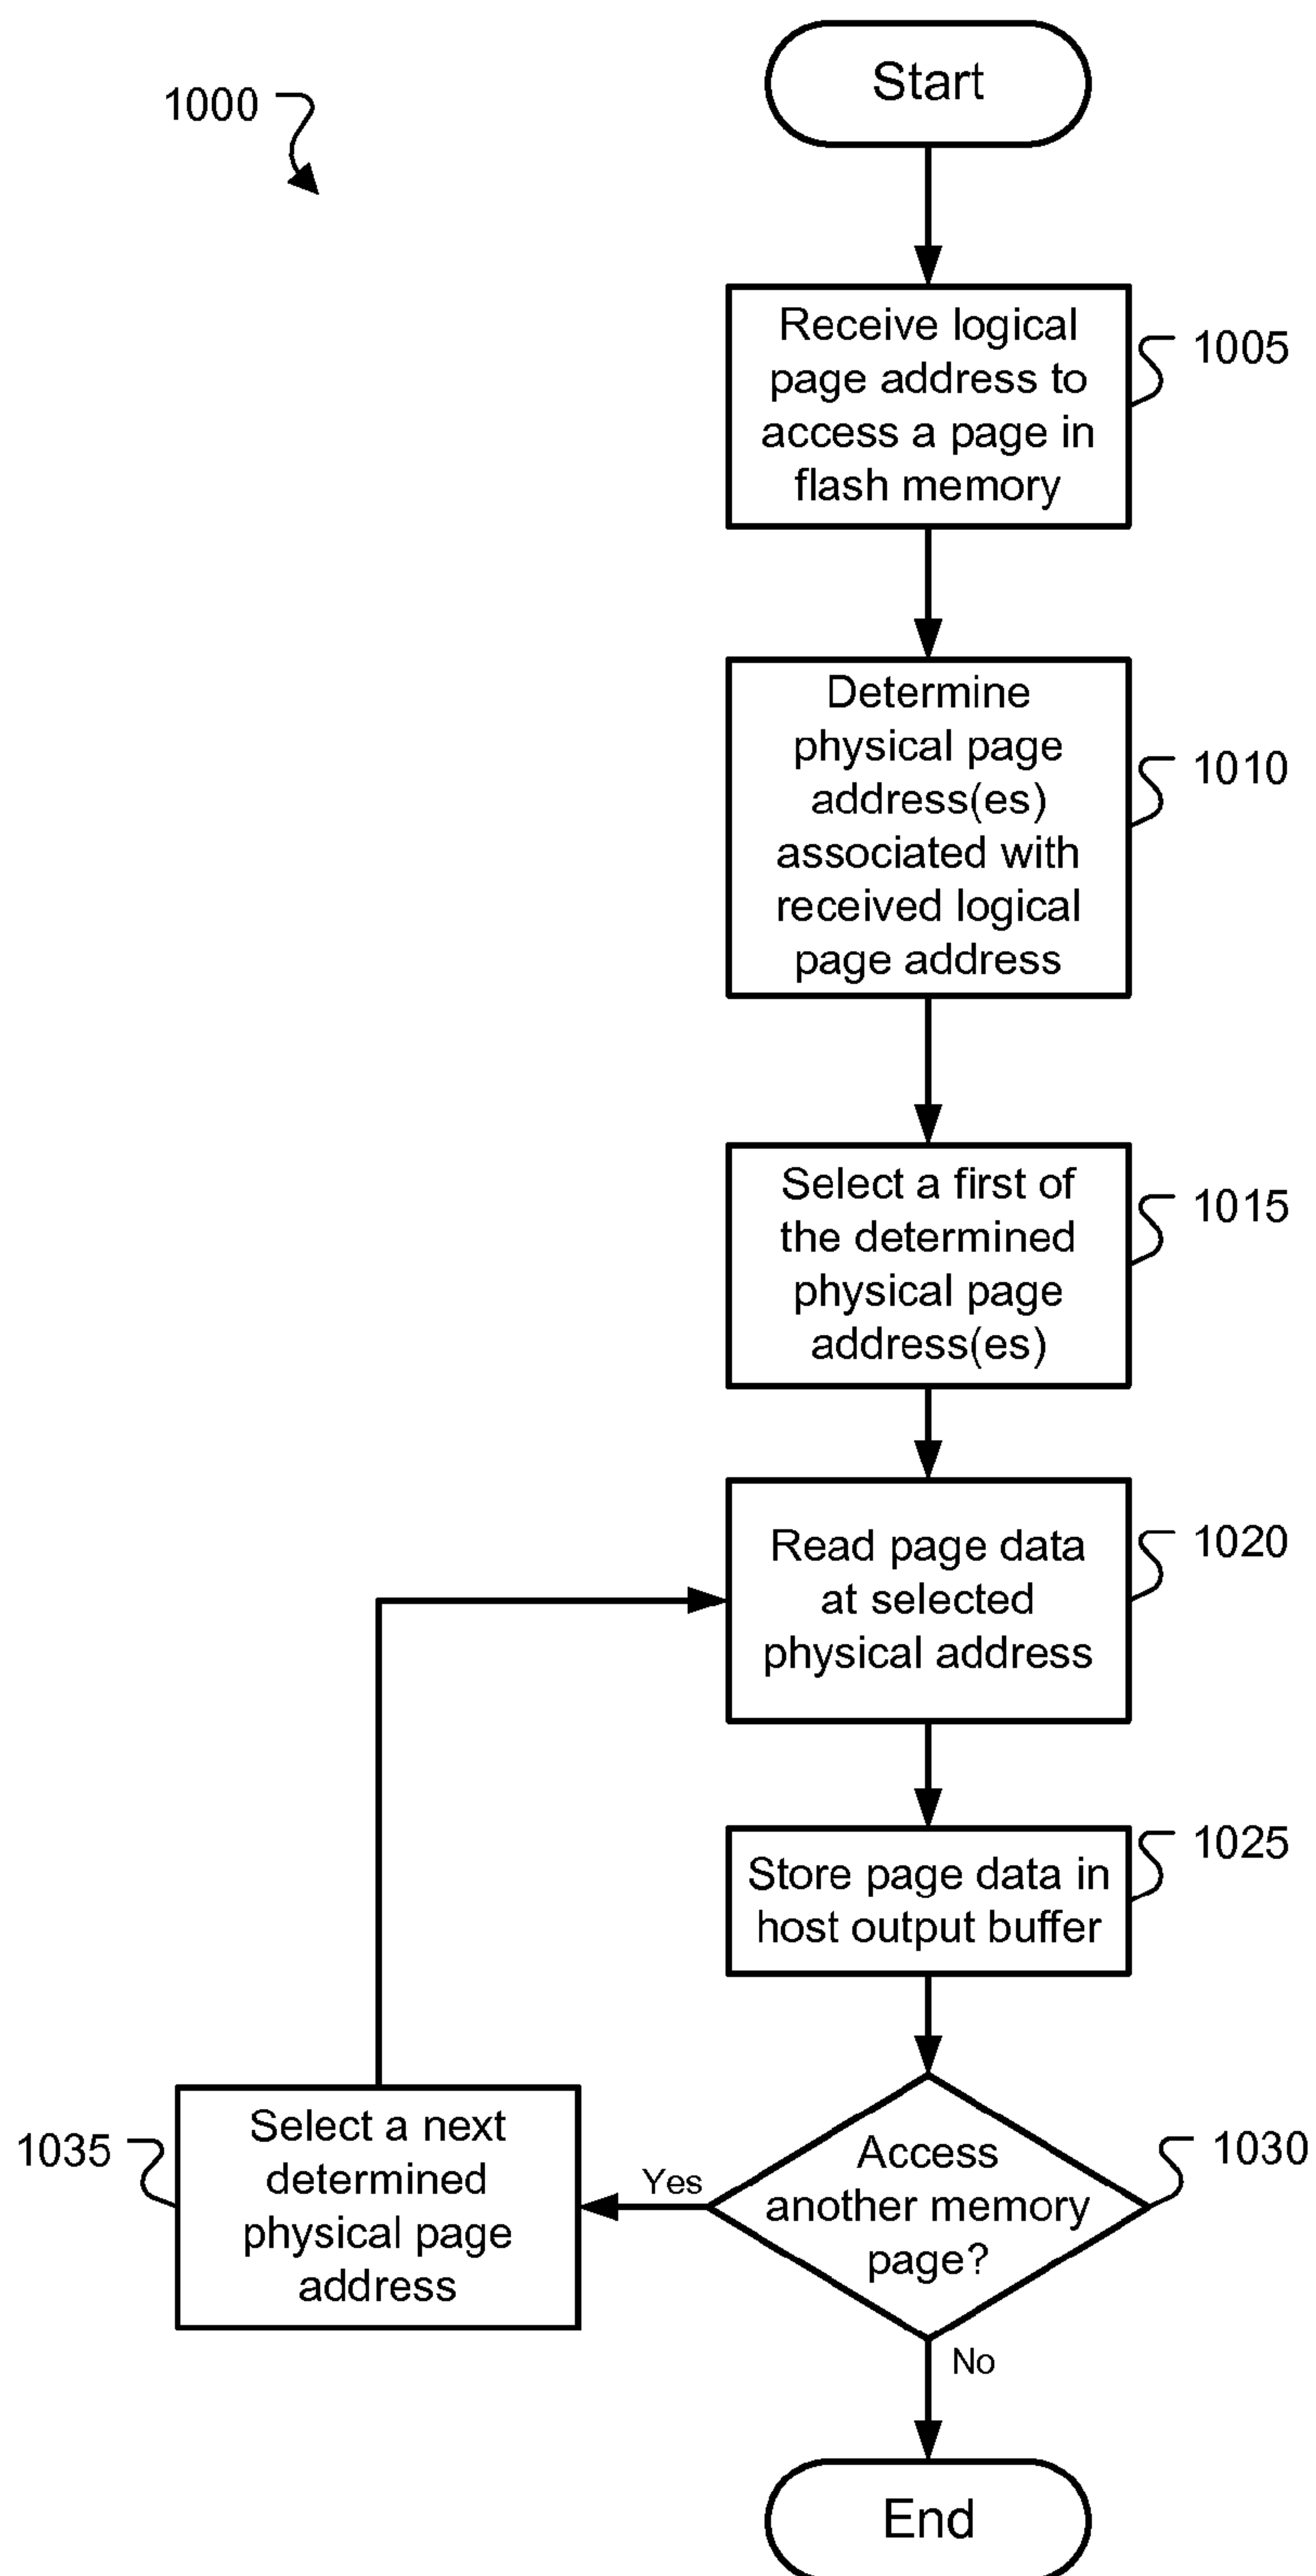 1000
Start
Receive logical
page address to
access a page in
flash memory
1005
Determine
physical page
address(es)
associated with
received logical
page address
1010
Select a first of
the determined
physical page
address(es)
1015
Read page data
at selected
physical address
1020
Store page data in
host output buffer
1025
Access
another memory
page?
1030
Yes
Select a next
determined
physical page
address
1035
No
End